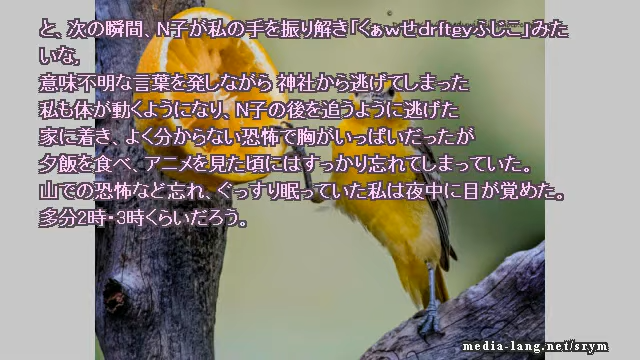 と、次の瞬間、N子が私の手を振り解き「くぁwせdrftgyふじこ」みた
いな,
意味不明な言葉を発しながら 神社から逃げてしまった
私も体が動くようになり、N子の後を追うように逃げた
家に着き、よく分からない恐怖で胸がいっぱいだったが
夕飯を食べ、アニメを見た頃にはすっかり忘れてしまっていた。
山での恐怖など忘れ、ぐっすり眠っていた私は夜中に目が覚めた。
多分2時・3時くらいだろう。
media-lang.net/srym